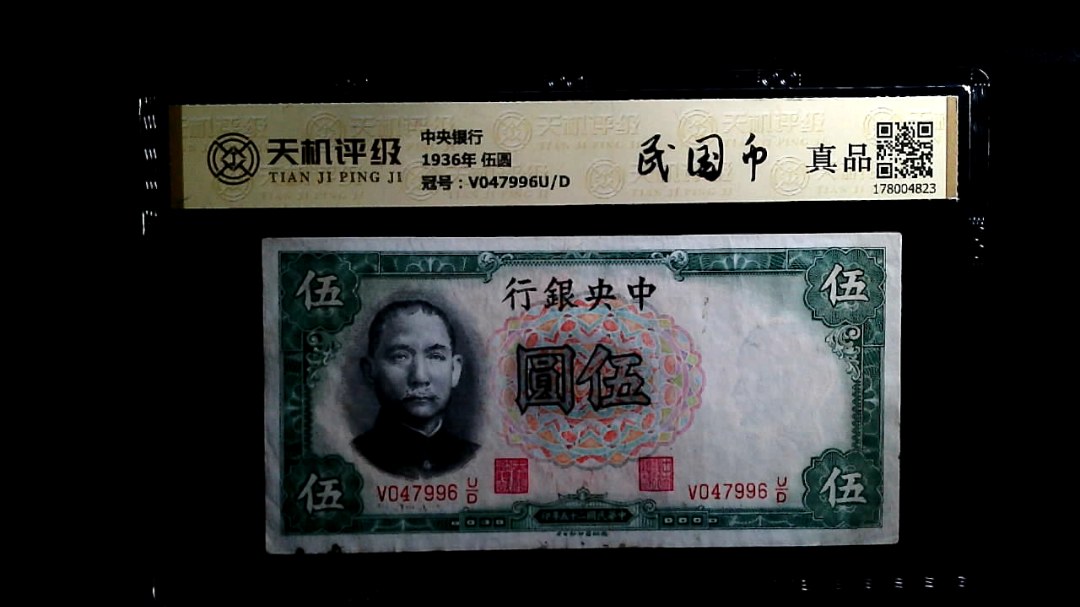 天机评级
TIAN JI PING JI
中央银行
1936年 伍圆
冠号：V047996U/D
民国币
真品
178004823
伍
伍
行銀央中
圓伍
伍
伍
V047996 U/D
V047996 U/D